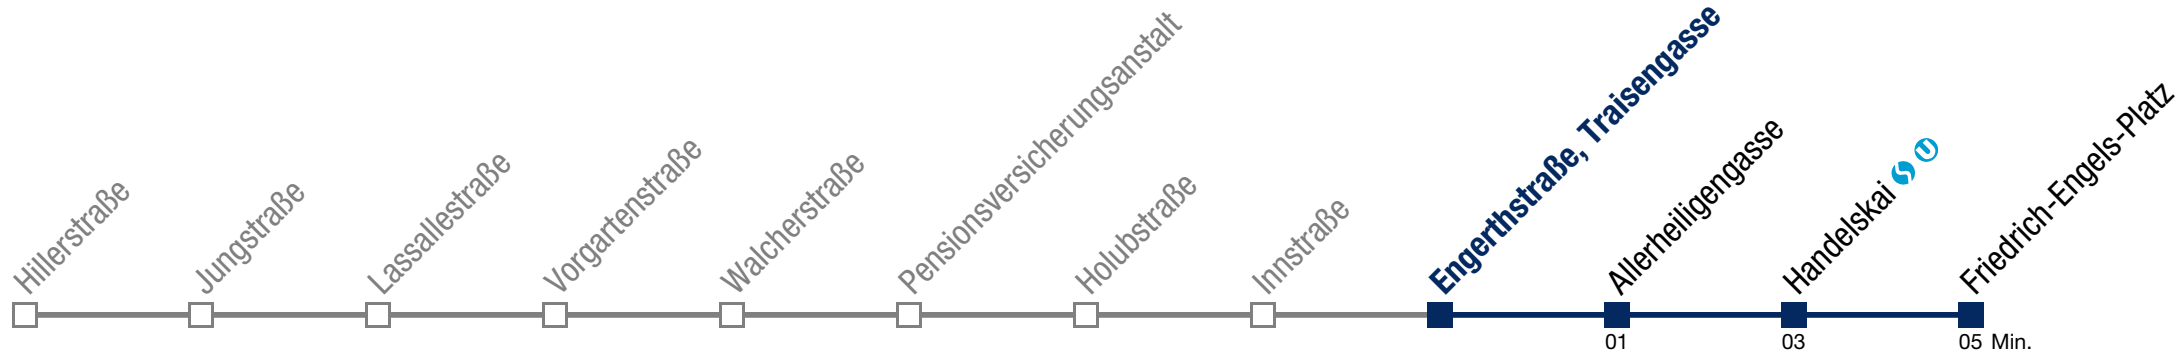 Hillerstraße
Jungstraße
Lassallestraße
Vorgartenstraße
Walcherstraße
Pensionsversicherungsanstalt
Holubstraße
Innstraße
Engerthstraße, Traisengasse
Allerheiligengasse
Handelskai S U
Friedrich-Engels-Platz
01
03
05 Min.